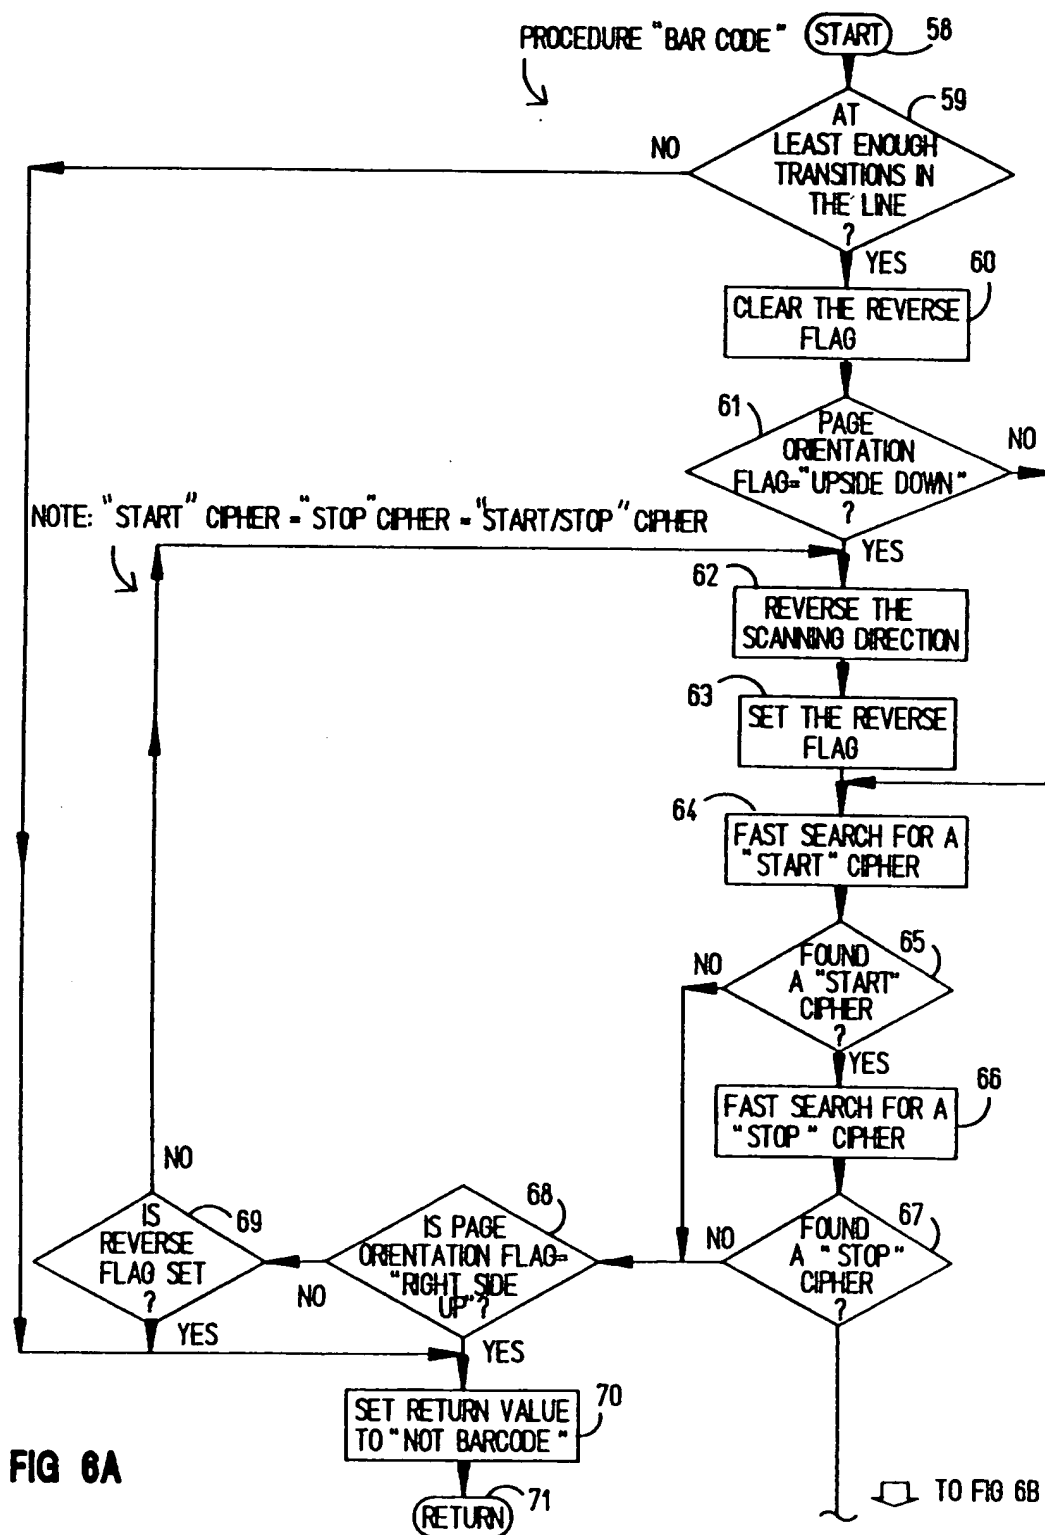 PROCEDURE "BAR CODE"
START
58
59
AT
LEAST ENOUGH
TRANSITIONS IN
THE LINE
?
NO
YES
60
CLEAR THE REVERSE
FLAG
61
PAGE
ORIENTATION
FLAG="UPSIDE DOWN"
?
NO
YES
NOTE: "START" CIPHER = "STOP" CIPHER = "START/STOP" CIPHER
62
REVERSE THE
SCANNING DIRECTION
63
SET THE REVERSE
FLAG
64
FAST SEARCH FOR A
"START" CIPHER
65
FOUND
A "START"
CIPHER
?
NO
YES
66
FAST SEARCH FOR A
"STOP" CIPHER
67
FOUND
A "STOP"
CIPHER
?
NO
68
IS PAGE
ORIENTATION FLAG=
"RIGHT SIDE
UP"?
NO
YES
69
IS
REVERSE
FLAG SET
?
NO
YES
70
SET RETURN VALUE
TO "NOT BARCODE"
71
RETURN
FIG 6A
TO FIG 6B